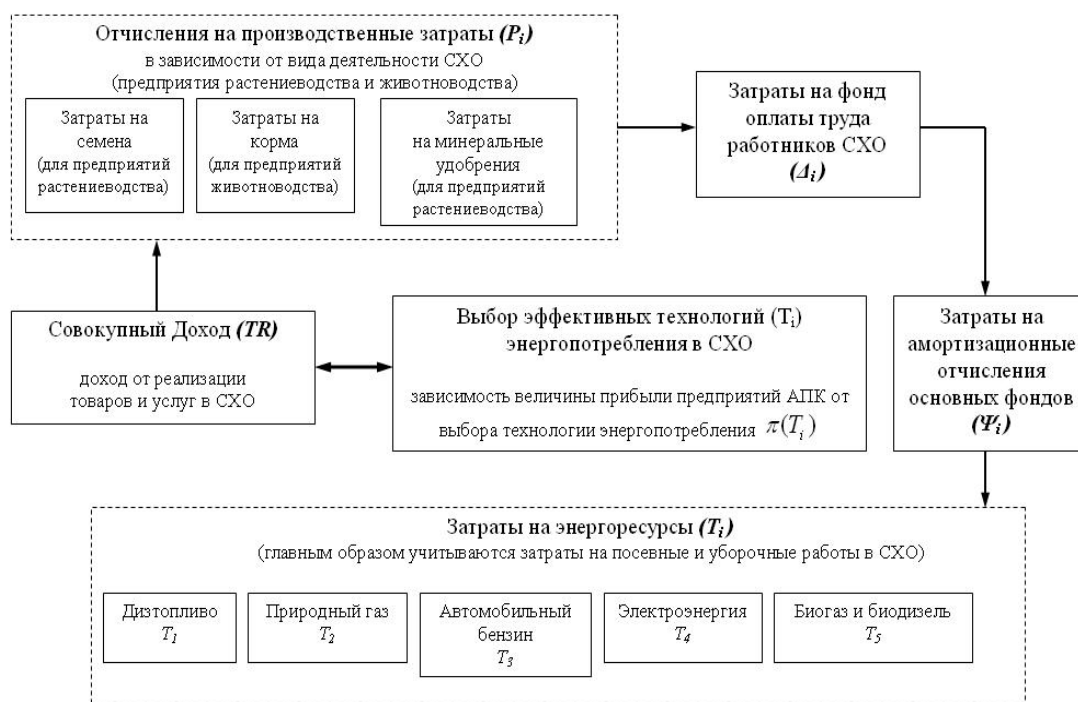 Отчисления на производственные затраты (Pi)
в зависимости от вида деятельности СХО
(предприятия растениеводства и животноводства)
Затраты на
семена
(для предприятий
растениеводства)
Затраты на
корма
(для предприятий
животноводства)
Затраты
на минеральные
удобрения
(для предприятий
растениеводства)
Затраты на фонд
оплаты труда
работников СХО
(Δi)
Совокупный Доход (TR)
доход от реализации
товаров и услуг в СХО
Выбор эффективных технологий (Ti)
энергопотребления в СХО
зависимость величины прибыли предприятий АПК от
выбора технологии энергопотребления π(Ti)
Затраты на
амортизационные
отчисления
основных фондов
(Ψi)
Затраты на энергоресурсы (Ti)
(главным образом учитываются затраты на посевные и уборочные работы в СХО)
Дизтопливо
T1
Природный газ
T2
Автомобильный
бензин
T3
Электроэнергия
T4
Биогаз и биодизель
T5